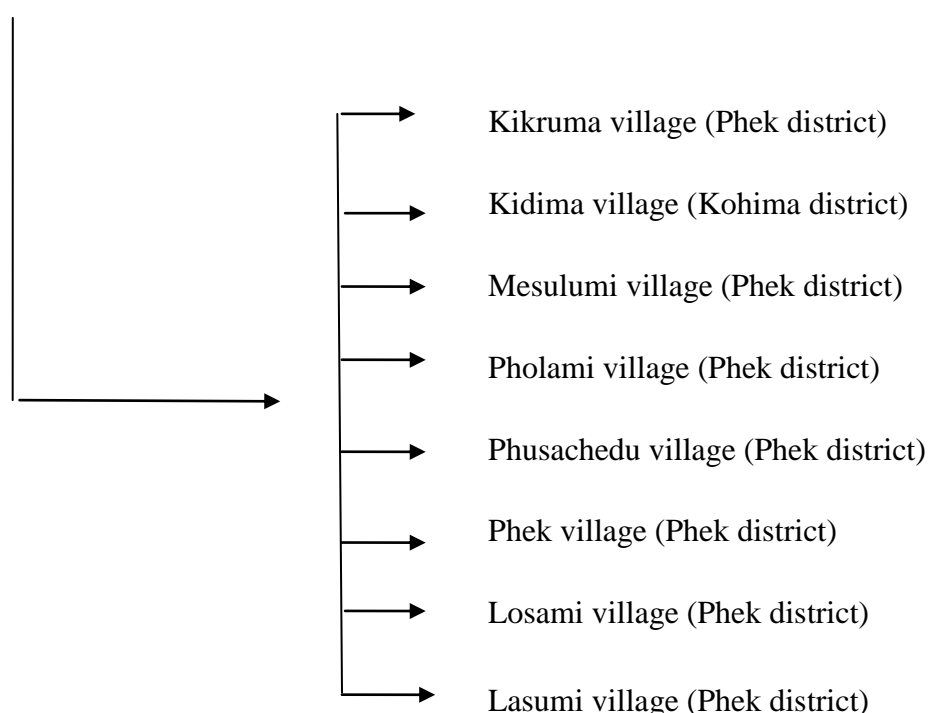 Kikruma village (Phek district)
Kidima village (Kohima district)
Mesulumi village (Phek district)
Pholami village (Phek district)
Phusachedu village (Phek district)
Phek village (Phek district)
Losami village (Phek district)
Lasumi village (Phek district)